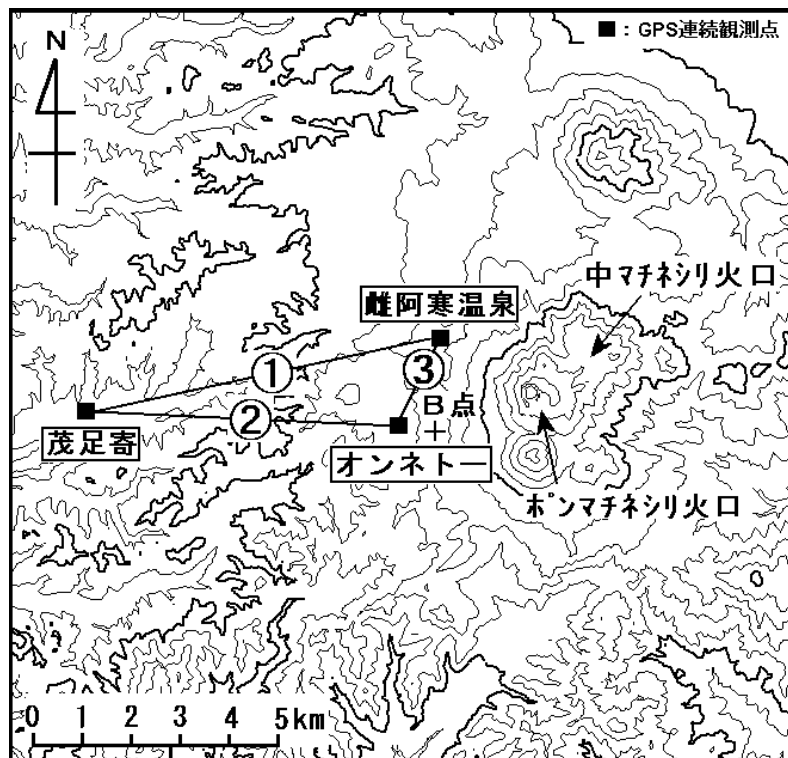 ■：GPS連続観測点
N
中マチネシリ火口
雌阿寒温泉
①
③
B点
②
茂足寄
オンネトー
ポンマチネシリ火口
0 1 2 3 4 5km